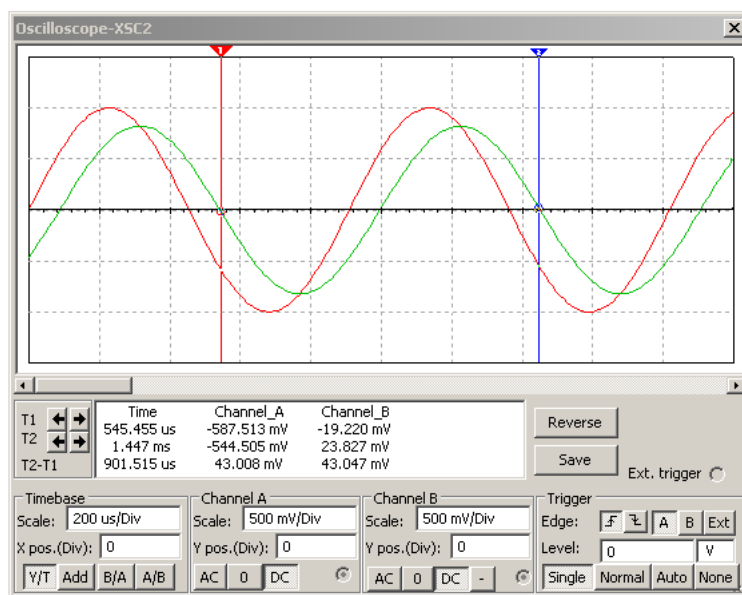 Oscilloscope-XSC2
1
2
Time Channel_A Channel_B
T1 545.455 us -587.513 mV -19.220 mV
T2 1.447 ms -544.505 mV 23.827 mV
T2-T1 901.515 us 43.008 mV 43.047 mV
Reverse
Save
Ext. trigger
Timebase
Scale: 200 us/Div
X pos.(Div): 0
Y/T Add B/A A/B
Channel A
Scale: 500 mV/Div
Y pos.(Div): 0
AC 0 DC
Channel B
Scale: 500 mV/Div
Y pos.(Div): 0
AC 0 DC -
Trigger
Edge: A B Ext
Level: 0 V
Single Normal Auto None